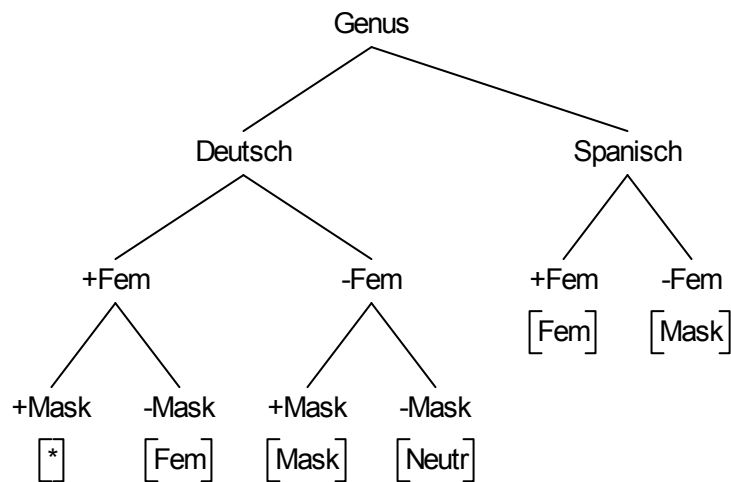 Genus
Deutsch Spanisch
+Fem -Fem +Fem -Fem
[Fem] [Mask]
+Mask -Mask +Mask -Mask
[*] [Fem] [Mask] [Neutr]